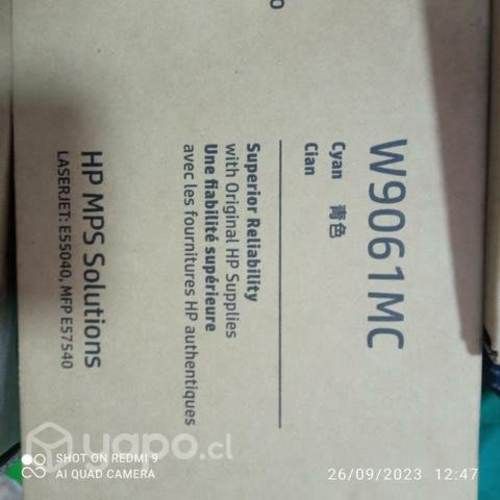 W9061MC
Cyan 青色
Cian
Superior Reliability
with Original HP Supplies
Une fiabilité supérieure
avec les fournitures HP authentiques
HP MPS Solutions
LASERJET: E55040, MFP E57540
yapo.cl
SHOT ON REDMI 9
AI QUAD CAMERA
26/09/2023 12:47